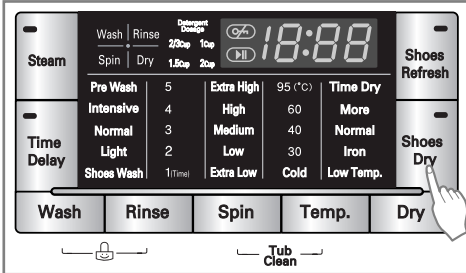 Steam
Wash Rinse
Spin Dry
Detergent Dosage
2/3cup 1cup
1.5cup 2cup
18:88
Shoes Refresh
Pre Wash 5 Extra High 95 (°C) Time Dry
Intensive 4 High 60 More
Normal 3 Medium 40 Normal
Light 2 Low 30 Iron
Shoes Wash 1(Time) Extra Low Cold Low Temp.
Time Delay
Shoes Dry
Wash Rinse Spin Temp. Dry
Tub Clean